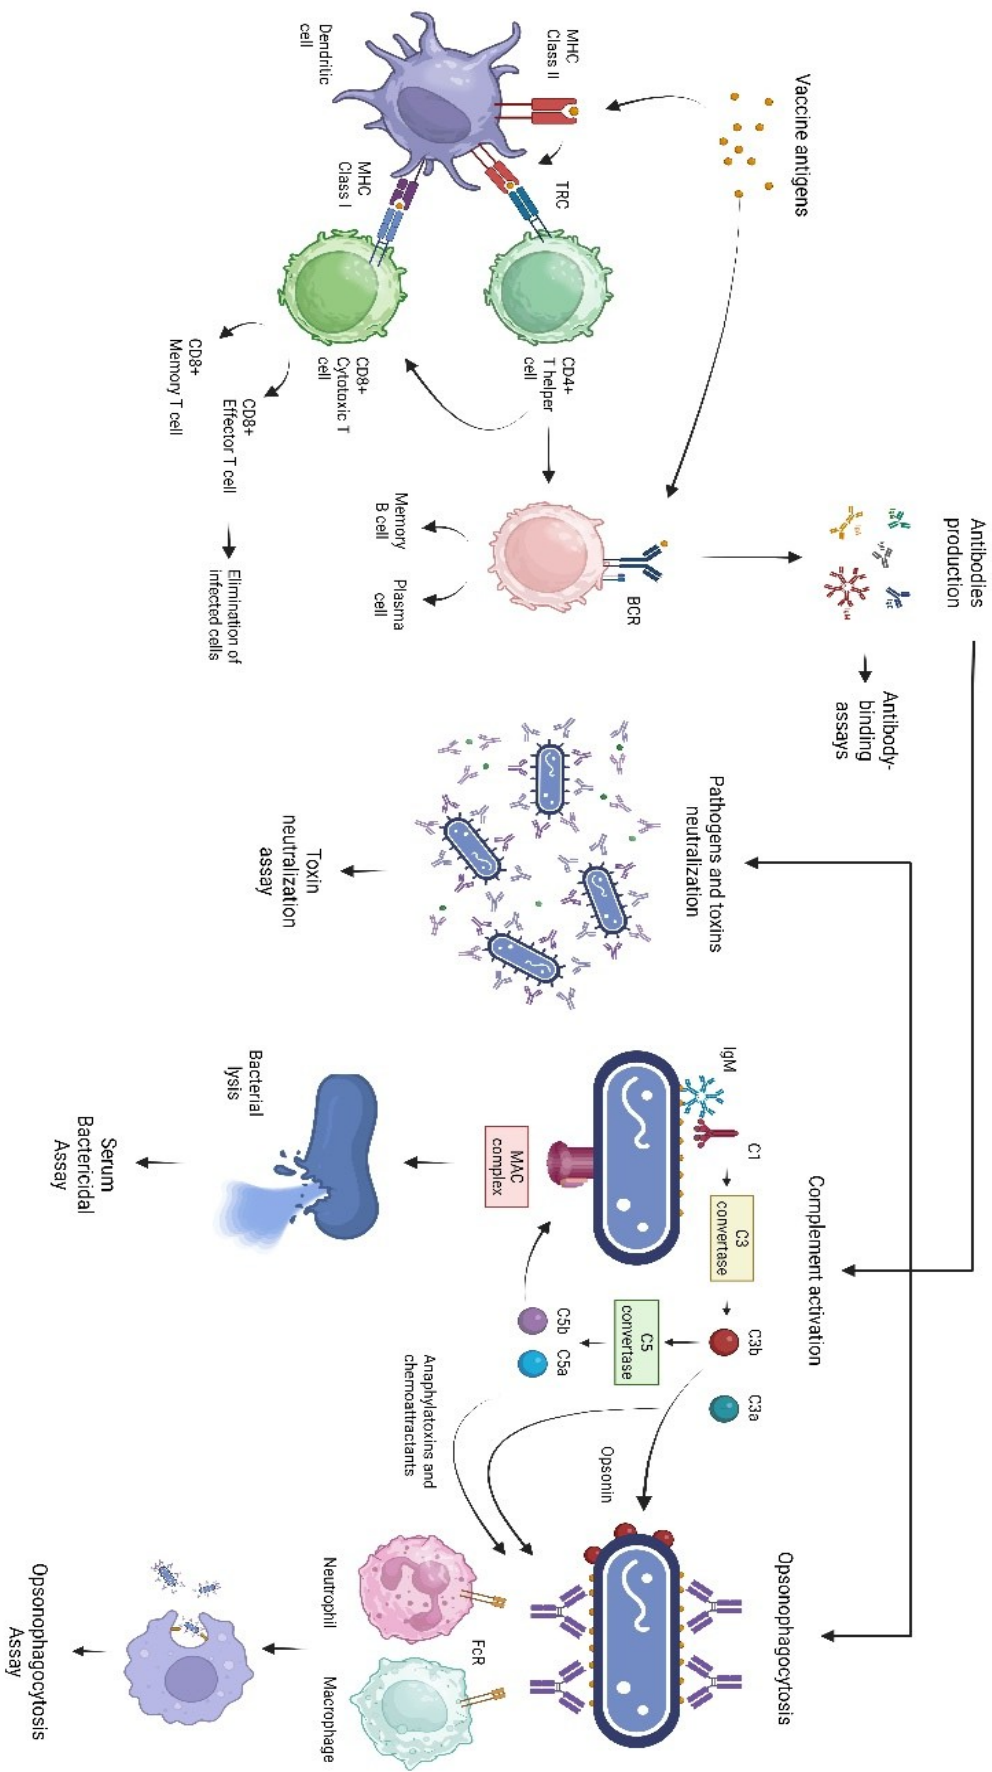 Vaccine antigens
MHC
Class II
Dendritic
cell
TRC
MHC
Class I
CD4+
T helper
cell
CD8+
Cytotoxic T
cell
CD8+
Memory T cell
CD8+
Effector T cell
Elimination of
infected cells
BCR
Memory
B cell
Plasma
cell
Antibodies
production
Antibody-
binding
assays
Pathogens and toxins
neutralization
Toxin
neutralization
assay
Complement activation
IgM
C1
C3
convertase
C3b
C3a
C5
convertase
C5b
C5a
MAC
complex
Bacterial
lysis
Serum
Bactericidal
Assay
Anaphylatoxins and
chemoattractants
Opsonin
Opsonophagocytosis
Neutrophil
FcR
Macrophage
Opsonophagocytosis
Assay